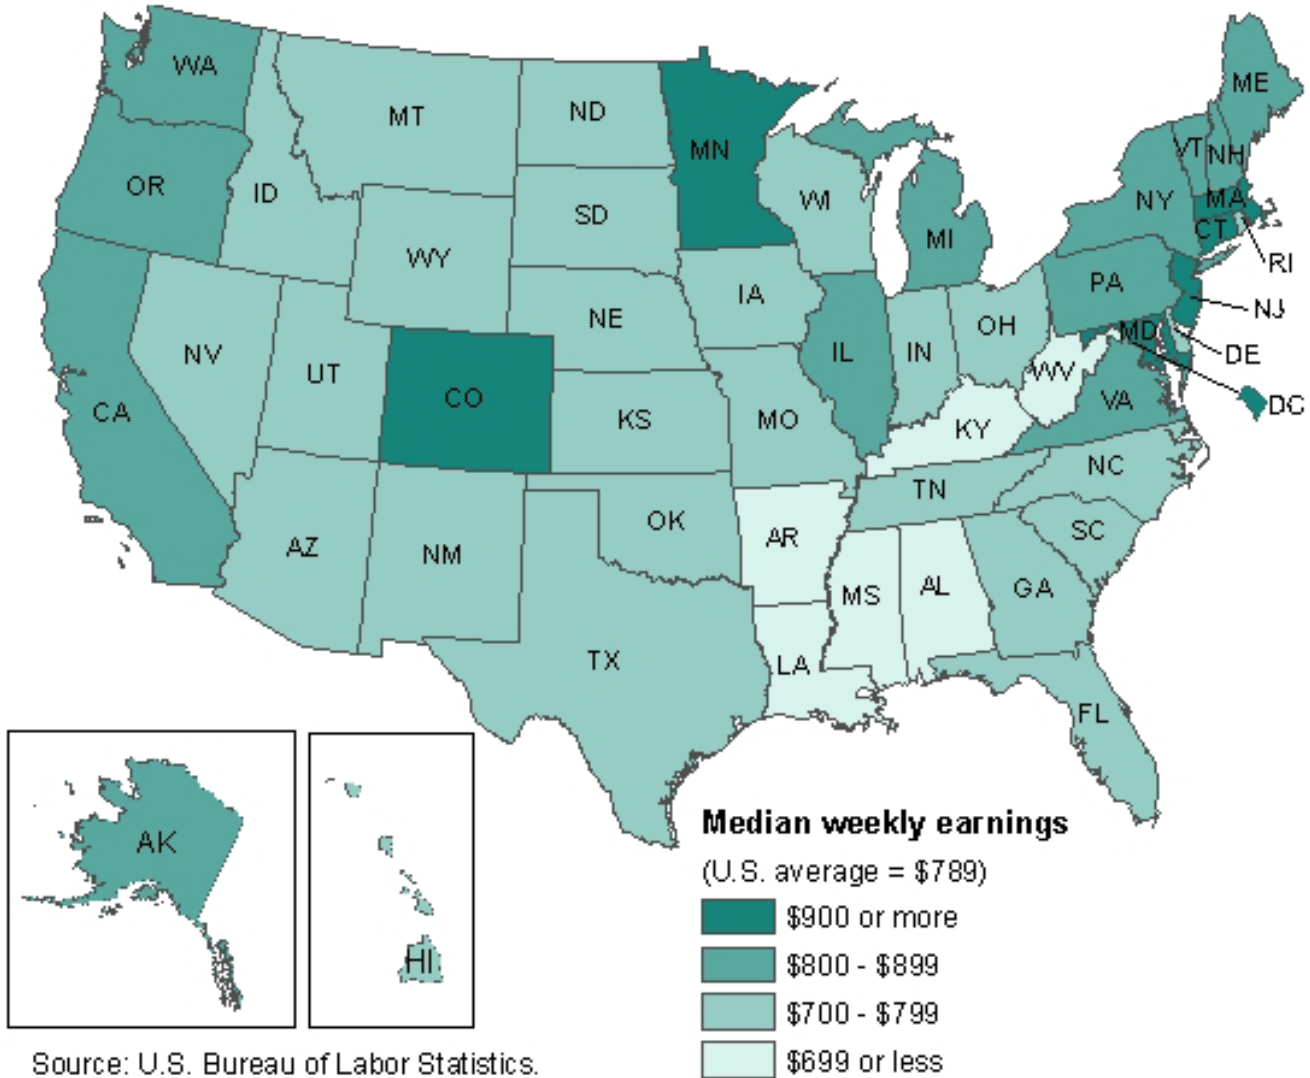 WA
MT
ND
MN
ME
VT
NH
OR
ID
SD
WI
NY
MA
CT
RI
WY
MI
IA
PA
NJ
NE
OH
MD
DE
NV
UT
IL
IN
WV
CO
VA
DC
CA
KS
MO
KY
NC
TN
OK
SC
AZ
NM
AR
GA
MS
AL
TX
LA
FL
AK
HI
Median weekly earnings
(U.S. average = $789)
$900 or more
$800 - $899
$700 - $799
$699 or less
Source: U.S. Bureau of Labor Statistics.